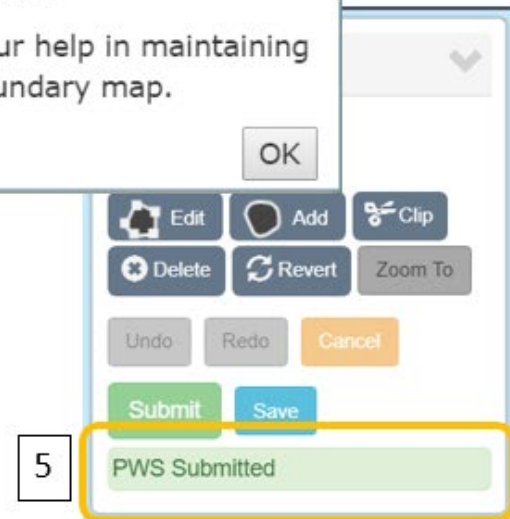 ur help in maintaining
undary map.
OK
Edit Add Clip
Delete Revert Zoom To
Undo Redo Cancel
Submit Save
5 PWS Submitted